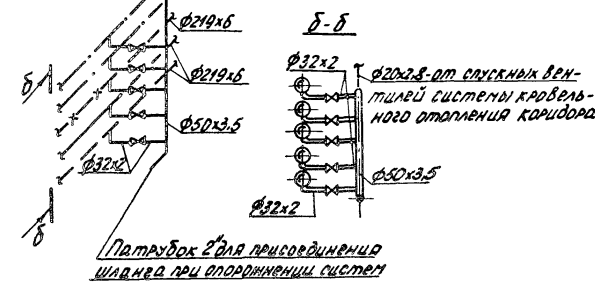 Ф219х6
б-б
Ф219х6
Ф32х2
Ф20х2.8-от спускных вен-
тилей системы кровель-
ного отопления коридора
б
Ф50х3.5
Ф32х2
Ф50х3.5
Ф32х2
б
Патрубок 2" для присоединения
шланга при опорожнении систем